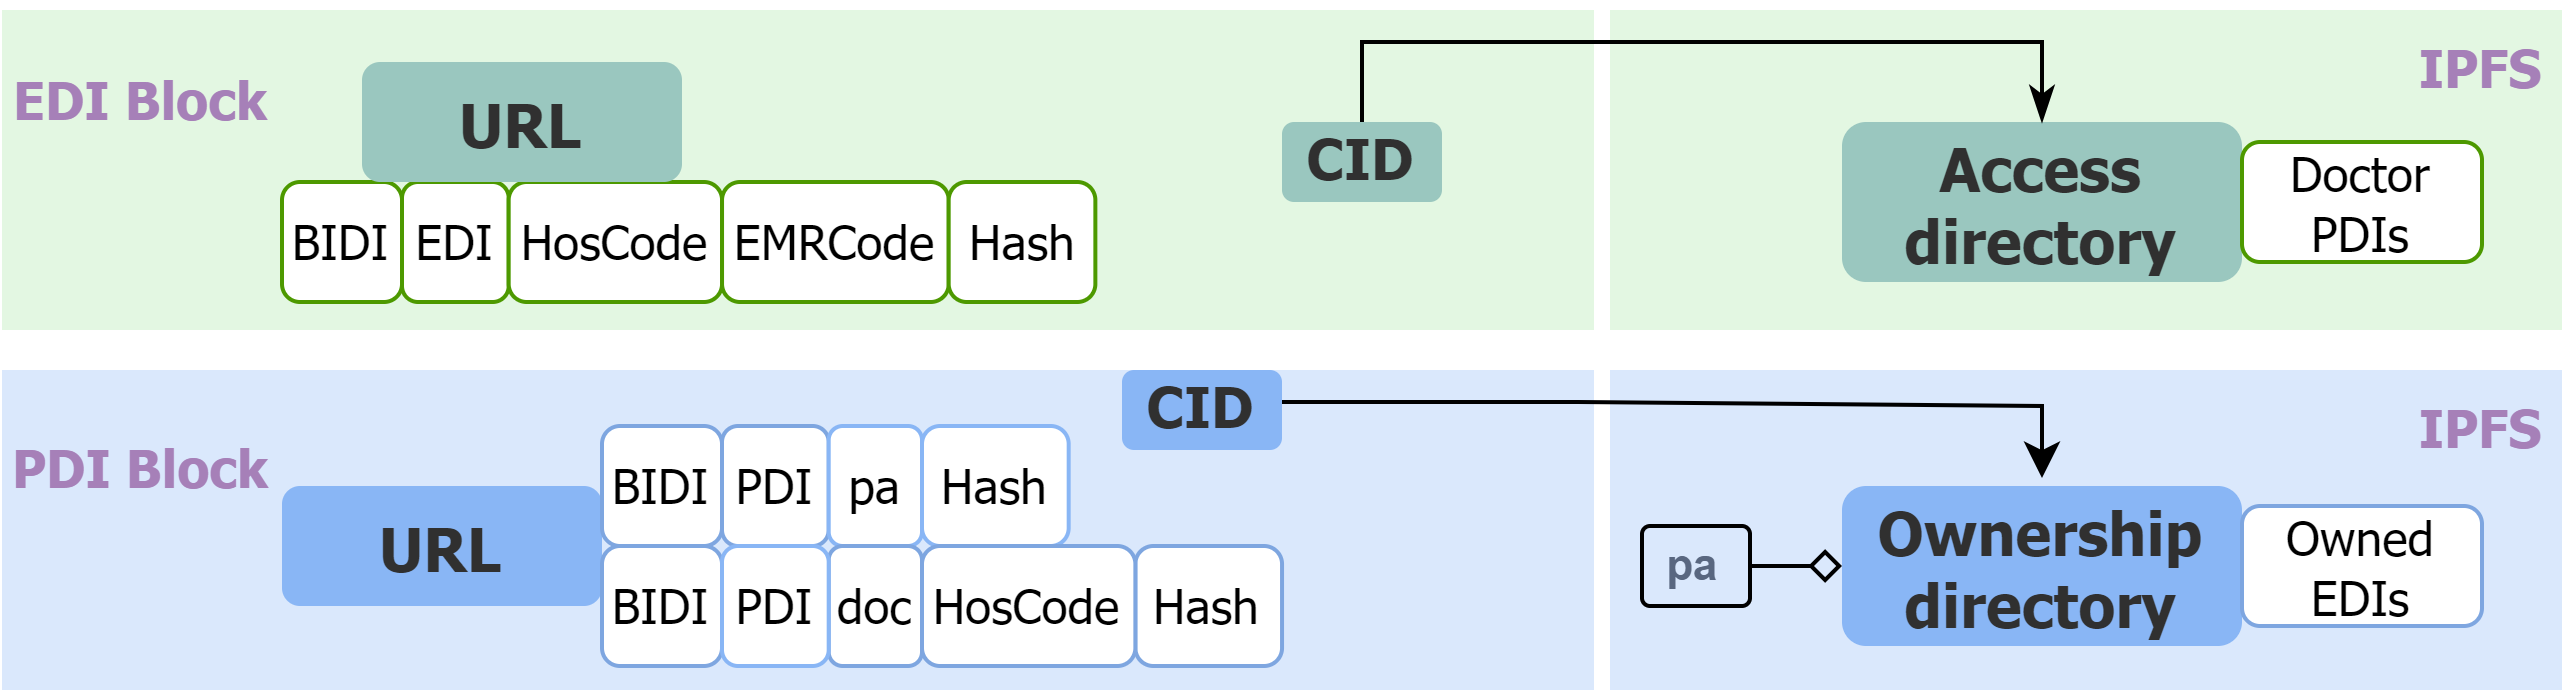 EDI Block
URL
BIDI EDI HosCode EMRCode Hash
CID
IPFS
Access
directory
Doctor
PDIs
PDI Block
URL
BIDI PDI pa Hash
BIDI PDI doc HosCode Hash
CID
IPFS
pa
Ownership
directory
Owned
EDIs